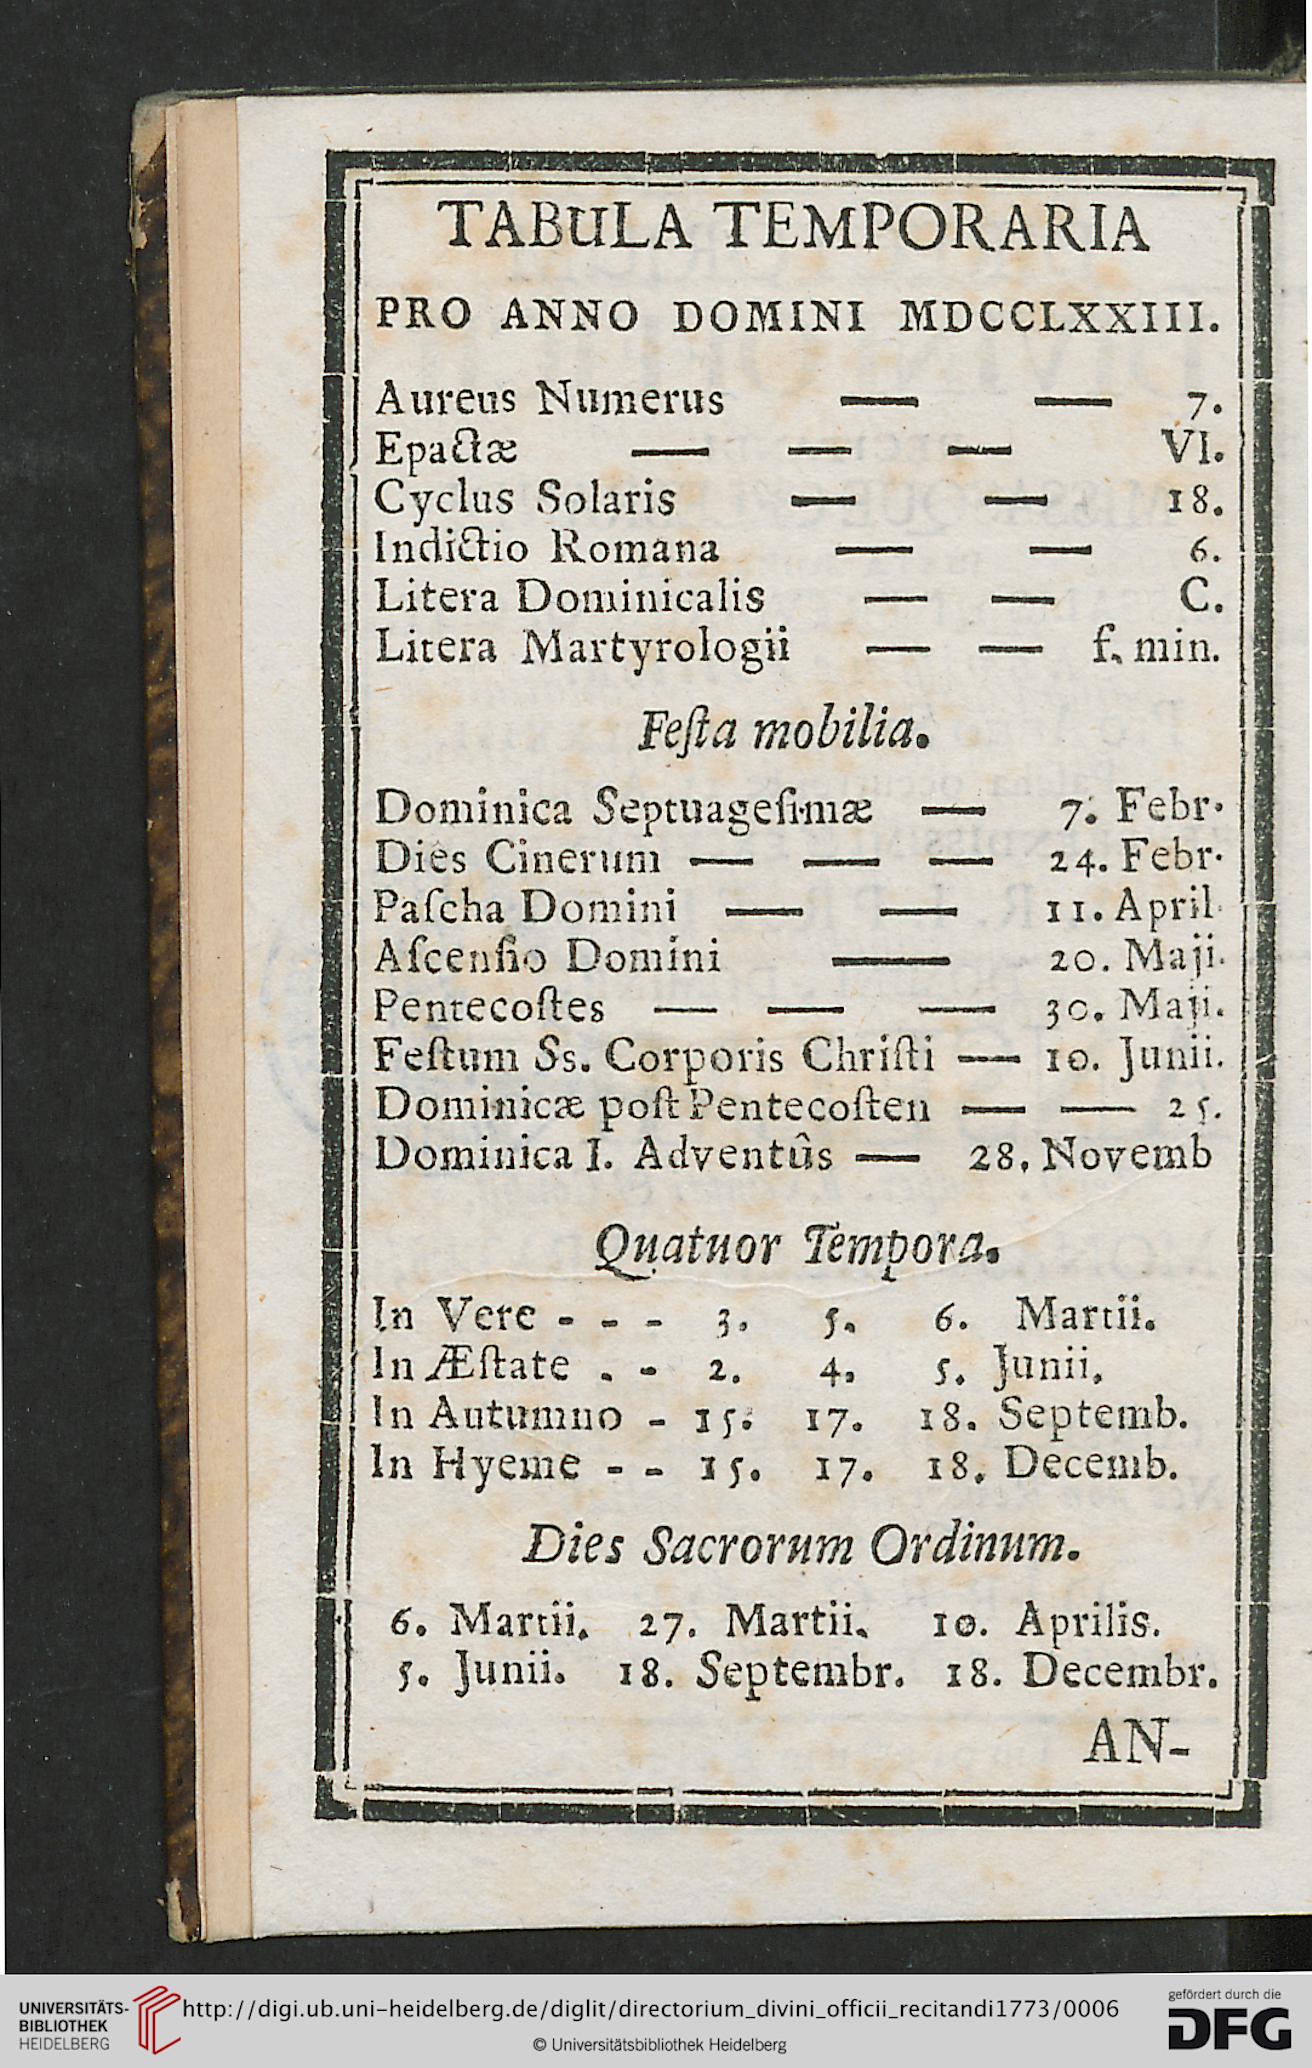 TABULA TEMPORARIA
PRO ANNO DOMINI MDCCLXXIII.
Aureus Numerus — — 7.
Epactæ — — — VI.
Cyclus Solaris — — 18.
Indictio Romana — — 6.
Litera Dominicalis — — C.
Litera Martyrologii — — f. min.
Feſta mobilia.
Dominica Septuageſimæ — 7. Febr.
Dies Cinerum — — — 24. Febr.
Paſcha Domini — — 11. April
Aſcenſio Domini — 20. Maji.
Pentecoſtes — — — 30. Maji.
Feſtum Ss. Corporis Chriſti — 10. Junii.
Dominicæ poſt Pentecoſten — — 25.
Dominica I. Adventûs — 28. Novemb
Quatuor Tempora.
In Vere - - - 3. 5. 6. Martii.
In Æſtate . - 2. 4. 5. Junii.
In Autumno - 15. 17. 18. Septemb.
In Hyeme - - 15. 17. 18. Decemb.
Dies Sacrorum Ordinum.
6. Martii. 27. Martii. 10. Aprilis.
5. Junii. 18. Septembr. 18. Decembr.
AN-
UNIVERSITÄTS-
BIBLIOTHEK
HEIDELBERG
http://digi.ub.uni-heidelberg.de/diglit/directorium_divini_officii_recitandi1773/0006
© Universitätsbibliothek Heidelberg
gefördert durch die
DFG